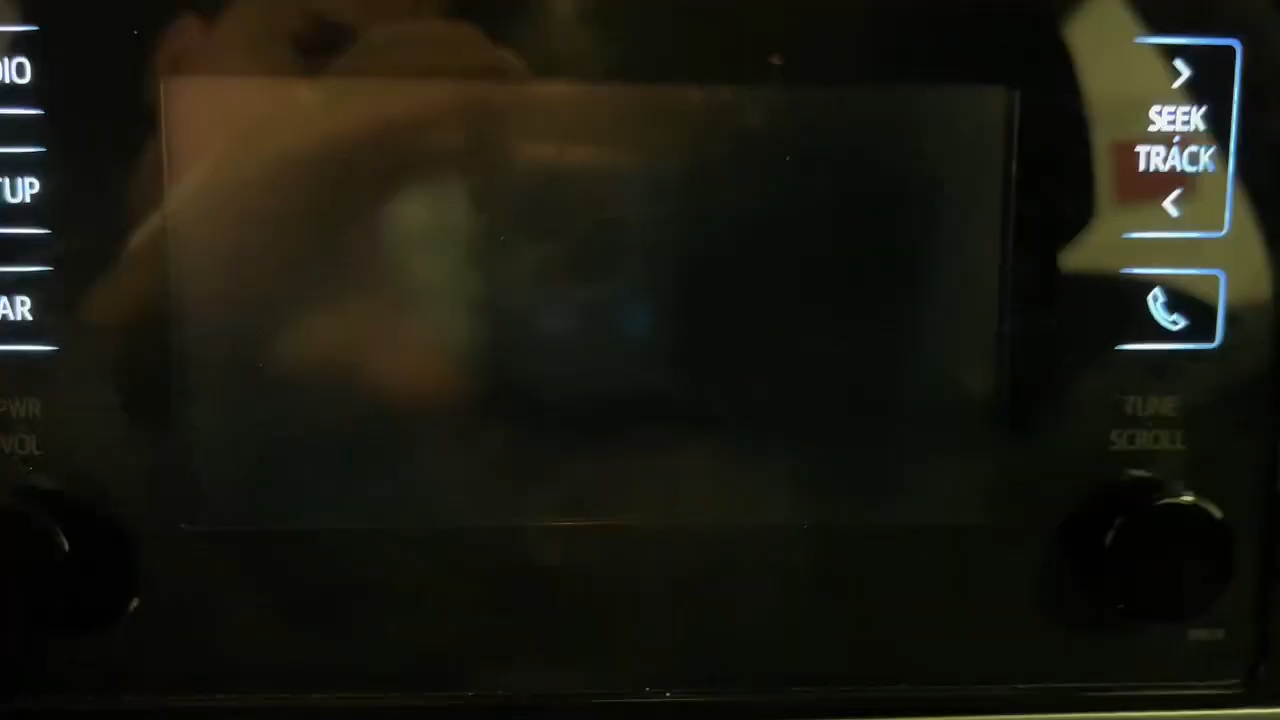 DIO
TUP
AR
PWR
VOL
>
SEEK
TRACK
<
TUNE
SCROLL